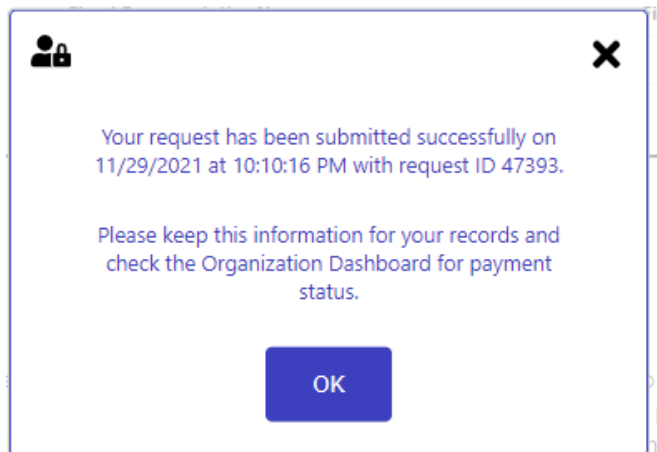 Your request has been submitted successfully on
11/29/2021 at 10:10:16 PM with request ID 47393.
Please keep this information for your records and
check the Organization Dashboard for payment
status.
OK